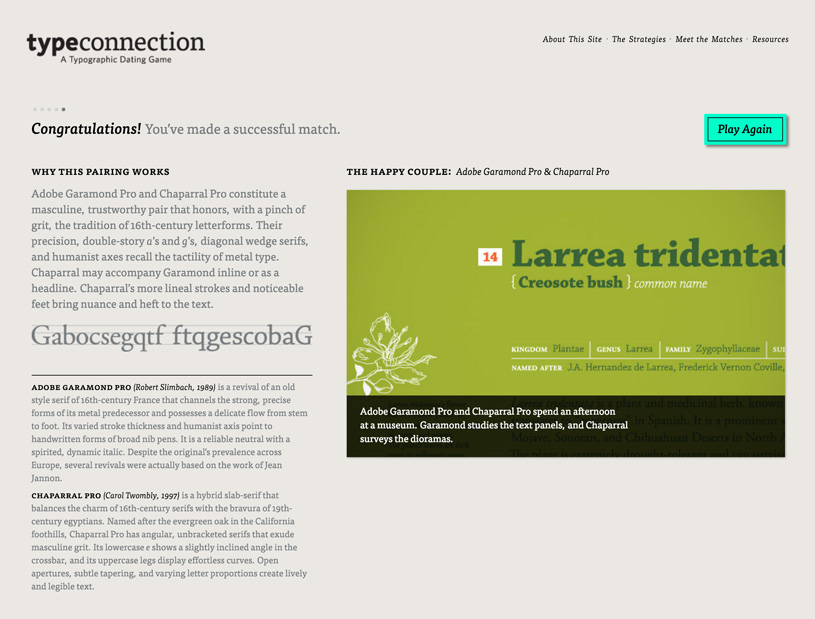 typeconnection
A Typographic Dating Game
About This Site · The Strategies · Meet the Matches · Resources
Congratulations! You've made a successful match.
Play Again
WHY THIS PAIRING WORKS
Adobe Garamond Pro and Chaparral Pro constitute a
masculine, trustworthy pair that honors, with a pinch of
grit, the tradition of 16th-century letterforms. Their
precision, double-story a's and g's, diagonal wedge serifs,
and humanist axes recall the tactility of metal type.
Chaparral may accompany Garamond inline or as a
headline. Chaparral's more lineal strokes and noticeable
feet bring nuance and heft to the text.
Gabocsegqtf ftqgescobaG
ADOBE GARAMOND PRO (Robert Slimbach, 1989) is a revival of an old
style serif of 16th-century France that channels the strong, precise
forms of its metal predecessor and possesses a delicate flow from stem
to foot. Its varied stroke thickness and humanist axis point to
handwritten forms of broad nib pens. It is a reliable neutral with a
spirited, dynamic italic. Despite the original's prevalence across
Europe, several revivals were actually based on the work of Jean
Jannon.
CHAPARRAL PRO (Carol Twombly, 1997) is a hybrid slab-serif that
balances the charm of 16th-century serifs with the bravura of 19th-
century egyptians. Named after the evergreen oak in the California
foothills, Chaparral Pro has angular, unbracketed serifs that exude
masculine grit. Its lowercase e shows a slightly inclined angle in the
crossbar, and its uppercase legs display effortless curves. Open
apertures, subtle tapering, and varying letter proportions create lively
and legible text.
THE HAPPY COUPLE: Adobe Garamond Pro & Chaparral Pro
14 Larrea tridentat
{ Creosote bush } common name
KINGDOM Plantae | GENUS Larrea | FAMILY Zygophyllaceae | SU
NAMED AFTER J.A. Hernandez de Larrea, Frederick Vernon Coville,
Larrea tridentata is a plant and medicinal herb, known
in Spanish. It is a prominent
Mojave, Sonoran, and Chihuahuan Deserts in North A
Adobe Garamond Pro and Chaparral Pro spend an afternoon
at a museum. Garamond studies the text panels, and Chaparral
surveys the dioramas.